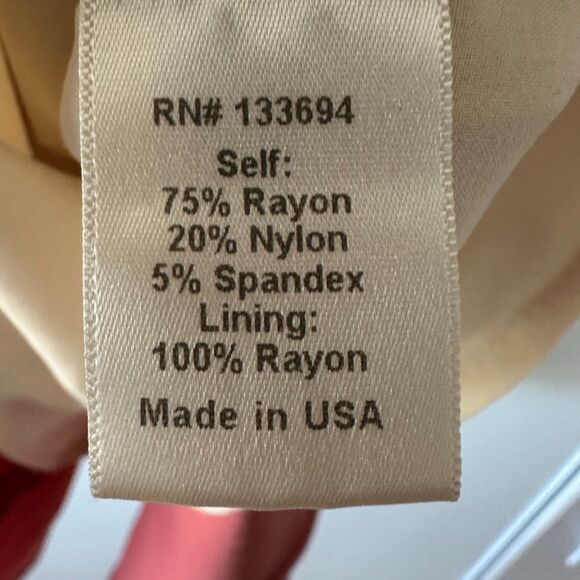 RN# 133694
Self:
75% Rayon
20% Nylon
5% Spandex
Lining:
100% Rayon
Made in USA